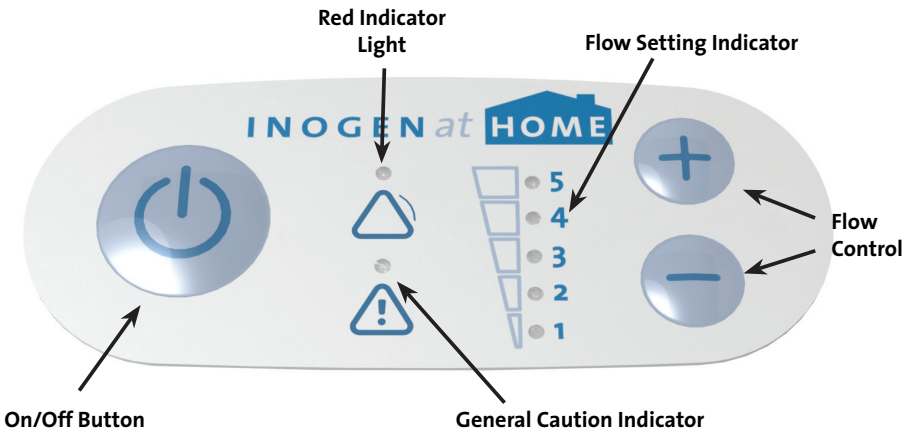 Red Indicator
Light
Flow Setting Indicator
INOGEN at HOME
5
4
3
2
1
Flow
Control
On/Off Button
General Caution Indicator